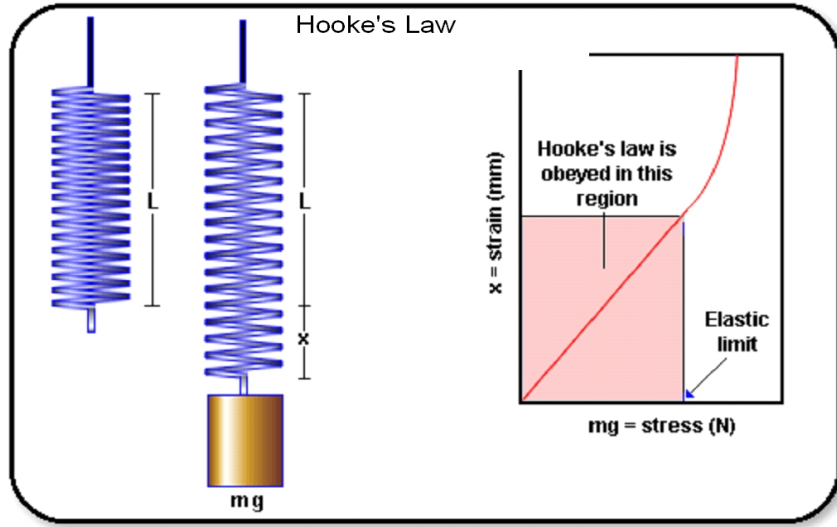 Hooke's Law
L
L
x
mg
Hooke's law is
obeyed in this
region
x = strain (mm)
Elastic
limit
mg = stress (N)